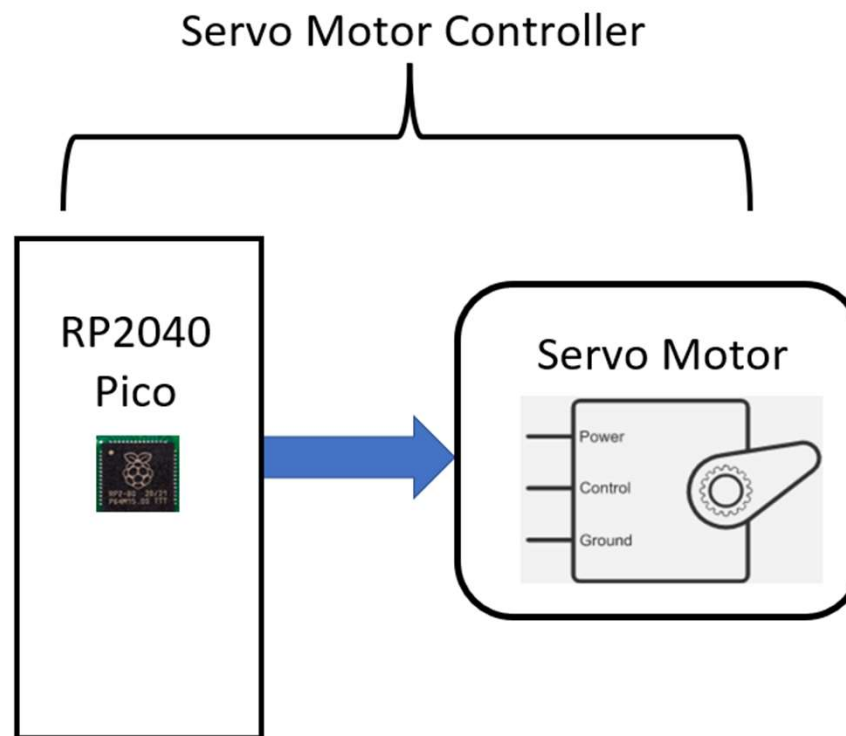 Servo Motor Controller
RP2040
Pico
Servo Motor
Power
Control
Ground